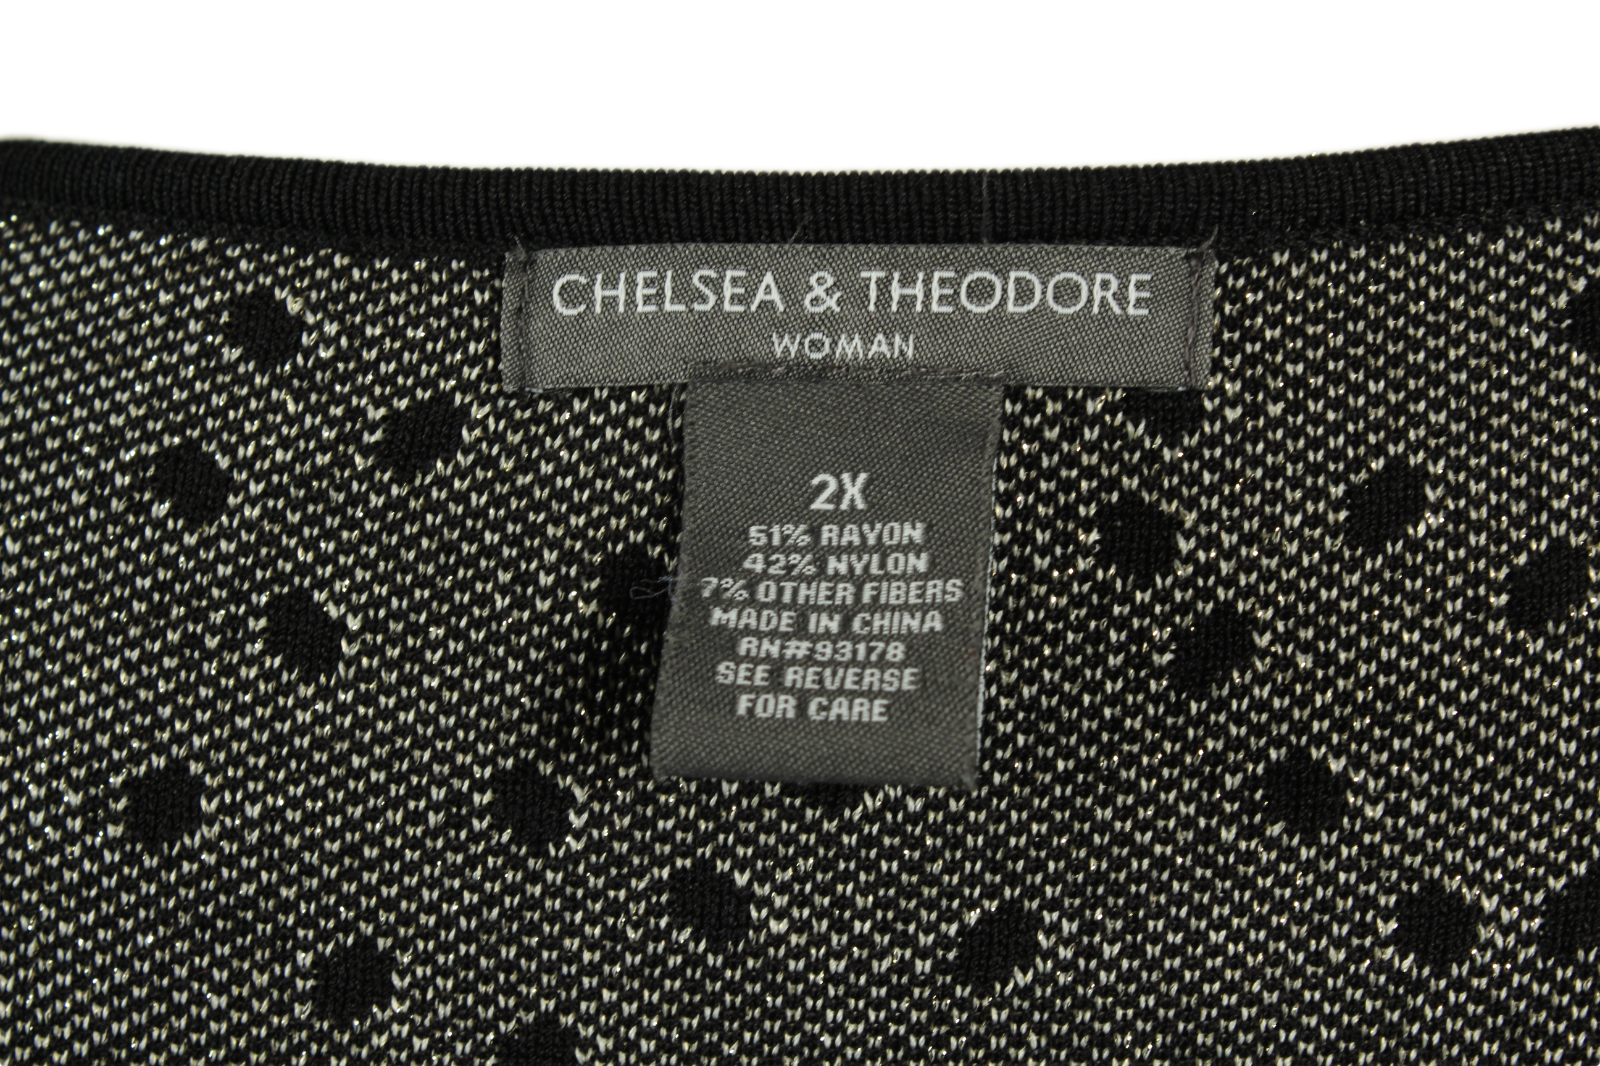 CHELSEA & THEODORE
WOMAN
2X
51% RAYON
42% NYLON
7% OTHER FIBERS
MADE IN CHINA
RN#93178
SEE REVERSE
FOR CARE